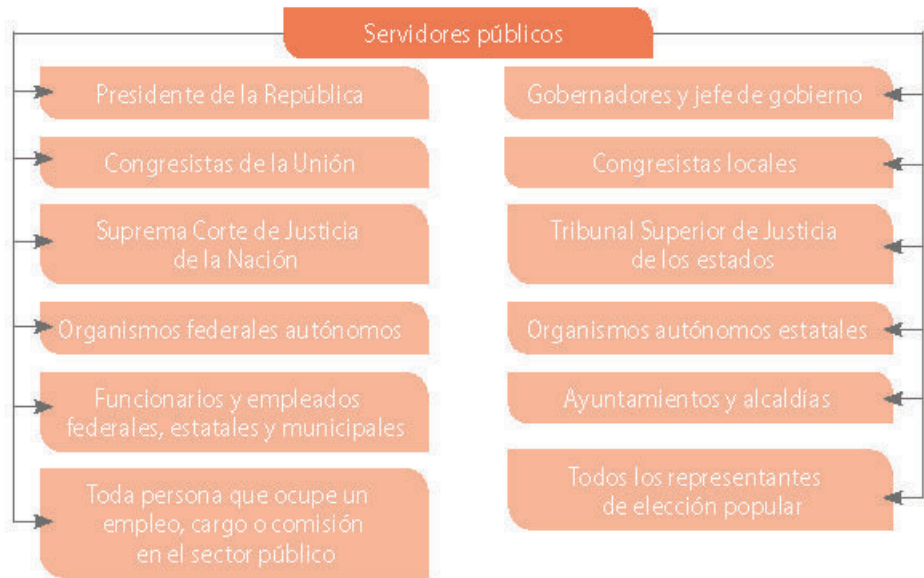 Servidores públicos
Presidente de la República
Congresistas de la Unión
Suprema Corte de Justicia
de la Nación
Organismos federales autónomos
Funcionarios y empleados
federales, estatales y municipales
Toda persona que ocupe un
empleo, cargo o comisión
en el sector público
Gobernadores y jefe de gobierno
Congresistas locales
Tribunal Superior de Justicia
de los estados
Organismos autónomos estatales
Ayuntamientos y alcaldías
Todos los representantes
de elección popular